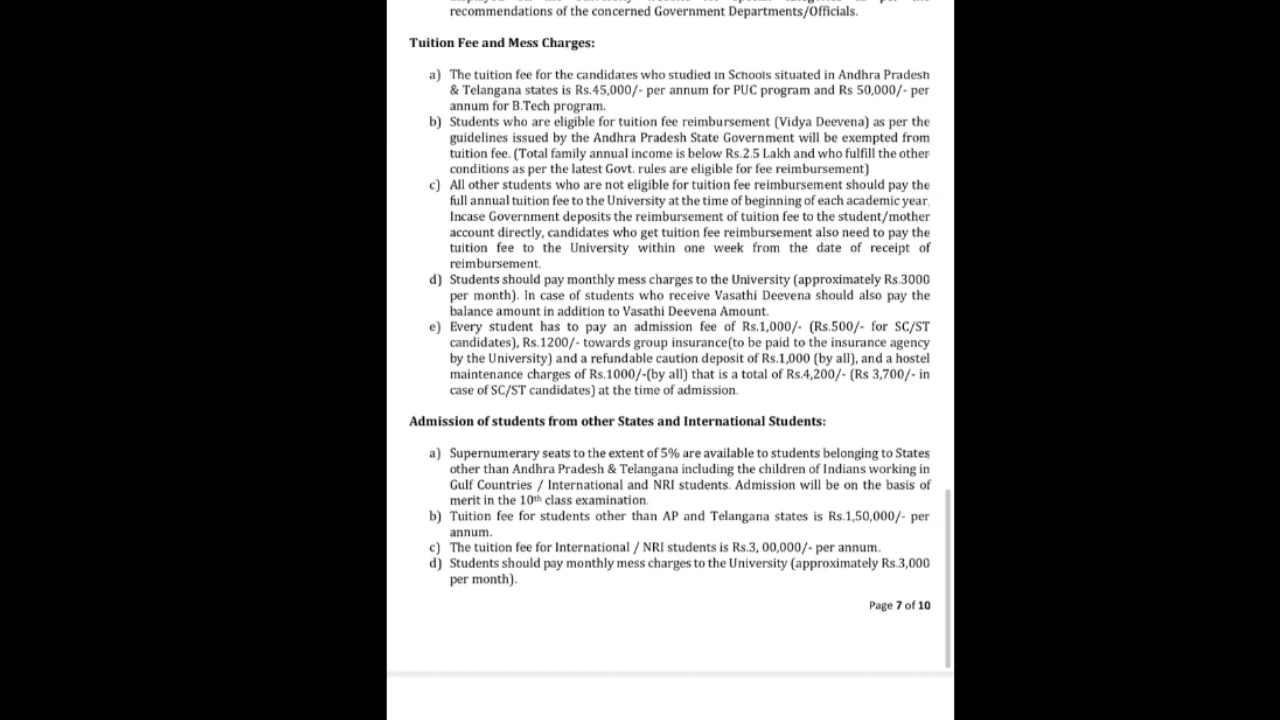 recommendations of the concerned Government Departments/Officials.
Tuition Fee and Mess Charges:
a) The tuition fee for the candidates who studied in Schools situated in Andhra Pradesh
& Telangana states is Rs.45,000/- per annum for PUC program and Rs 50,000/- per
annum for B.Tech program.
b) Students who are eligible for tuition fee reimbursement (Vidya Deevena) as per the
guidelines issued by the Andhra Pradesh State Government will be exempted from
tuition fee. (Total family annual income is below Rs.2.5 Lakh and who fulfill the other
conditions as per the latest Govt. rules are eligible for fee reimbursement)
c) All other students who are not eligible for tuition fee reimbursement should pay the
full annual tuition fee to the University at the time of beginning of each academic year.
Incase Government deposits the reimbursement of tuition fee to the student/mother
account directly, candidates who get tuition fee reimbursement also need to pay the
tuition fee to the University within one week from the date of receipt of
reimbursement.
d) Students should pay monthly mess charges to the University (approximately Rs.3000
per month). In case of students who receive Vasathi Deevena should also pay the
balance amount in addition to Vasathi Deevena Amount.
e) Every student has to pay an admission fee of Rs.1,000/- (Rs.500/- for SC/ST
candidates), Rs.1200/- towards group insurance(to be paid to the insurance agency
by the University) and a refundable caution deposit of Rs.1,000 (by all), and a hostel
maintenance charges of Rs.1000/-(by all) that is a total of Rs.4,200/- (Rs 3,700/- in
case of SC/ST candidates) at the time of admission.
Admission of students from other States and International Students:
a) Supernumerary seats to the extent of 5% are available to students belonging to States
other than Andhra Pradesh & Telangana including the children of Indians working in
Gulf Countries / International and NRI students. Admission will be on the basis of
merit in the 10th class examination.
b) Tuition fee for students other than AP and Telangana states is Rs.1,50,000/- per
annum.
c) The tuition fee for International / NRI students is Rs.3, 00,000/- per annum.
d) Students should pay monthly mess charges to the University (approximately Rs.3,000
per month).
Page 7 of 10